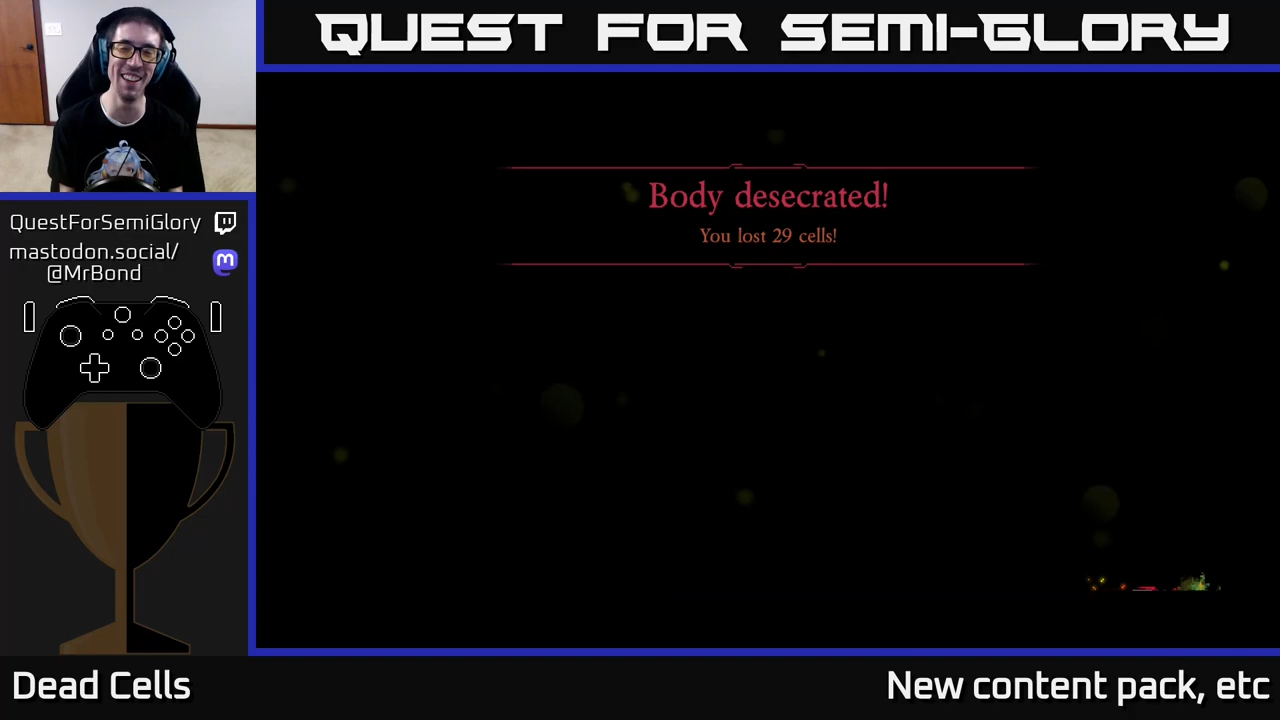 QUEST FOR SEMI-GLORY
QuestForSemiGlory
mastodon.social/
@MrBond
Body desecrated!
You lost 29 cells!
Dead Cells
New content pack, etc